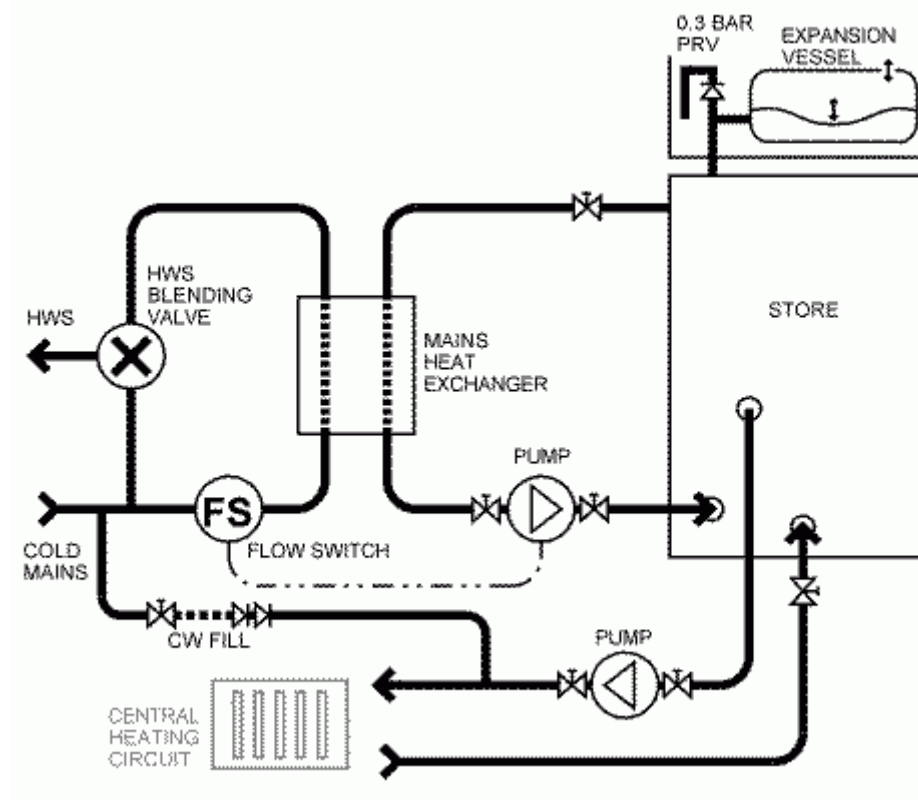 0.3 BAR
PRV
EXPANSION
VESSEL
HWS
BLENDING
VALVE
HWS
STORE
MAINS
HEAT
EXCHANGER
PUMP
FS
COLD
MAINS
FLOW SWITCH
CW FILL
PUMP
CENTRAL
HEATING
CIRCUIT